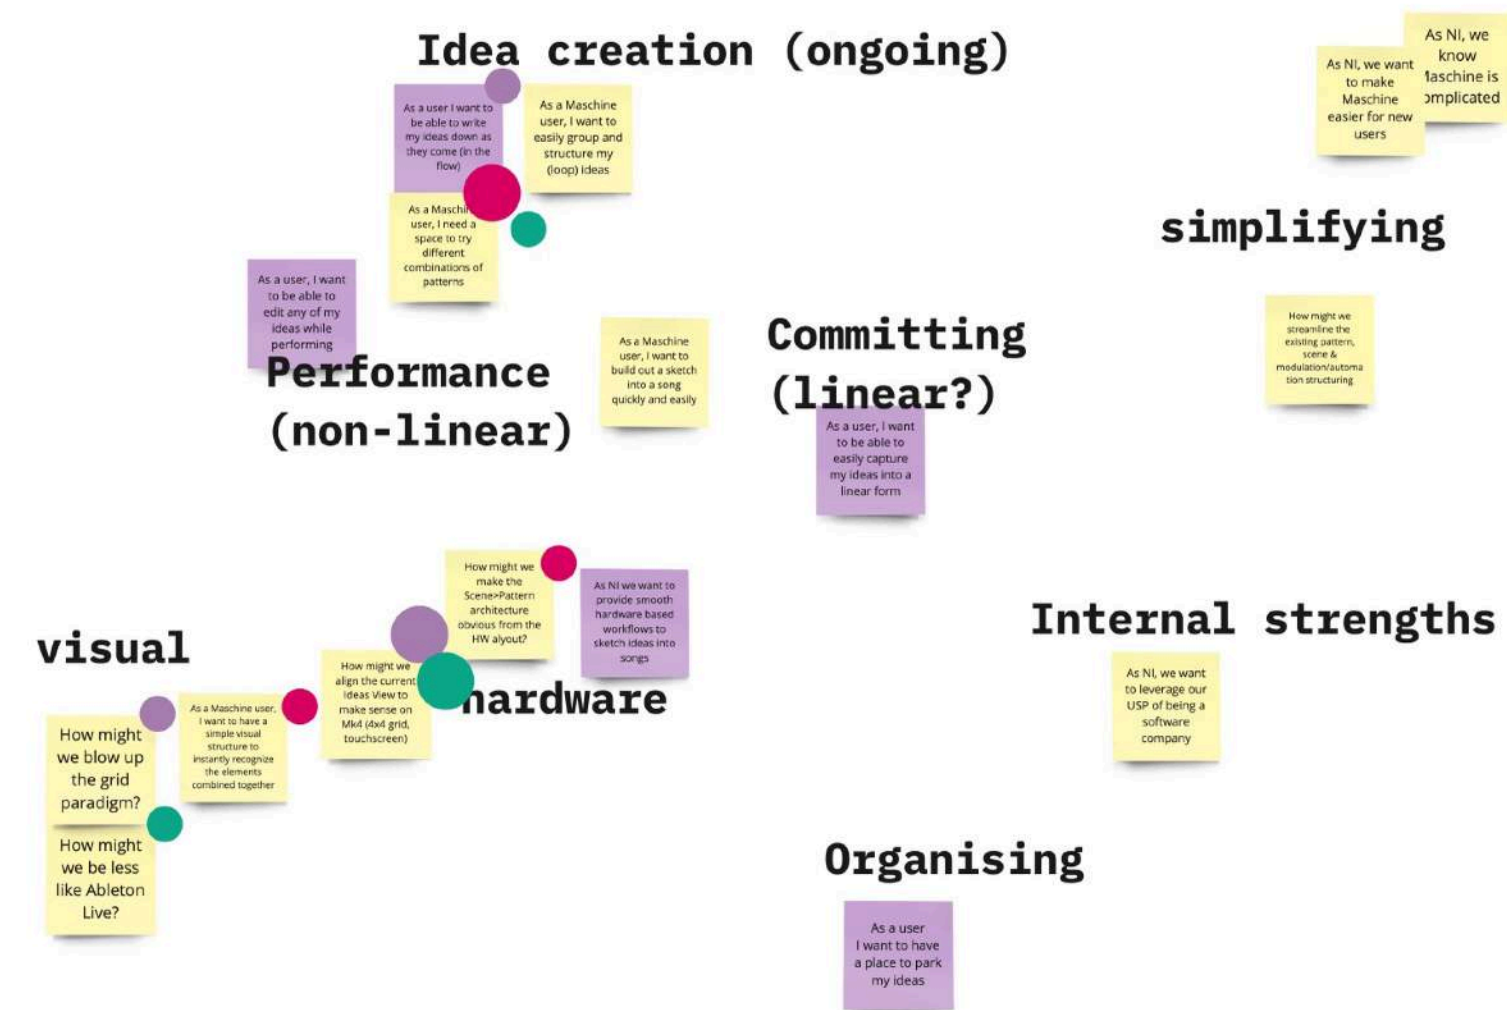 Idea creation (ongoing)
As a user I want to
be able to write
my ideas down as
they come (in the
flow)
As a Maschine
user, I want to
easily group and
structure my
(loop) ideas
As a Maschin
user, I need a
space to try
different
combinations of
patterns
As a user, I want
to be able to
edit any of my
ideas while
performing
Performance
(non-linear)
As a Maschine
user, I want to
build out a sketch
into a song
quickly and easily
Committing
(linear?)
As a user, I want
to be able to
easily capture
my ideas into a
linear form
As NI, we want
to make
Maschine
easier for new
users
As NI, we
know
Maschine is
omplicated
simplifying
How might we
streamline the
existing pattern,
scene &
modulation/automa
tion structuring
visual
How might
we blow up
the grid
paradigm?
How might
we be less
like Ableton
Live?
As a Maschine user,
I want to have a
simple visual
structure to
instantly recognize
the elements
combined together
How might we
align the current
Ideas View to
make sense on
Mk4 (4x4 grid,
touchscreen)
How might we
make the
Scene>Pattern
architecture
obvious from the
HW alyout?
As NI we want to
provide smooth
hardware based
workflows to
sketch ideas into
songs
hardware
Internal strengths
As NI, we want
to leverage our
USP of being a
software
company
Organising
As a user
I want to have
a place to park
my ideas